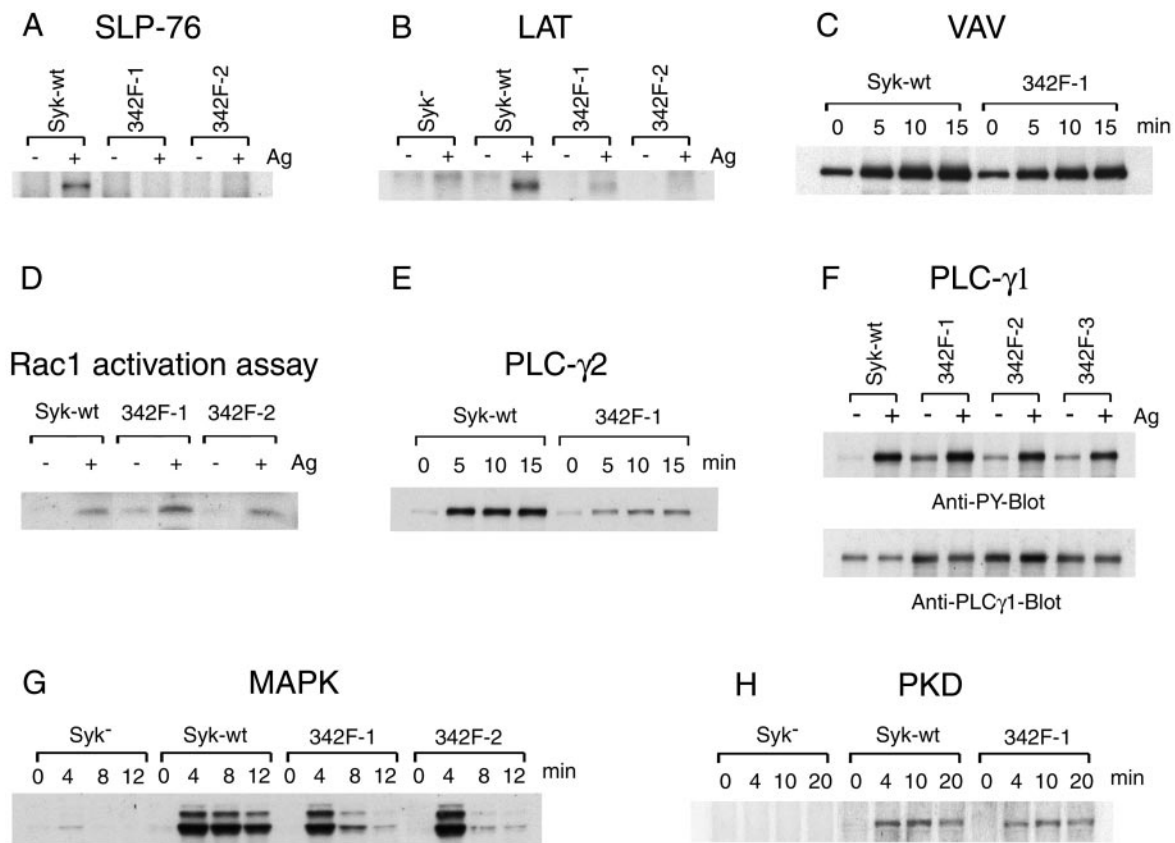 A SLP-76
Syk-wt 342F-1 342F-2
- + - + - + Ag
B LAT
Syk⁻ Syk-wt 342F-1 342F-2
- + - + - + - + Ag
C VAV
Syk-wt 342F-1
0 5 10 15 0 5 10 15 min
D
Rac1 activation assay
Syk-wt 342F-1 342F-2
- + - + - + Ag
E
PLC-γ2
Syk-wt 342F-1
0 5 10 15 0 5 10 15 min
F PLC-γ1
Syk-wt 342F-1 342F-2 342F-3
- + - + - + - + Ag
Anti-PY-Blot
Anti-PLCγ1-Blot
G MAPK
Syk⁻ Syk-wt 342F-1 342F-2
0 4 8 12 0 4 8 12 0 4 8 12 0 4 8 12 min
H PKD
Syk⁻ Syk-wt 342F-1
0 4 10 20 0 4 10 20 0 4 10 20 min